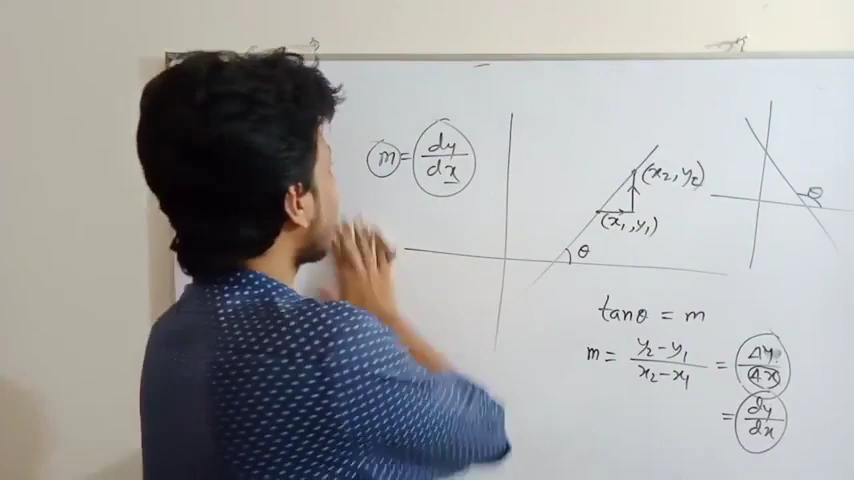 m = dy/dx
(x₂, y₂)
(x₁, y₁)
θ
θ
tanθ = m
m = y₂-y₁/x₂-x₁ = Δy/Δx
= dy/dx